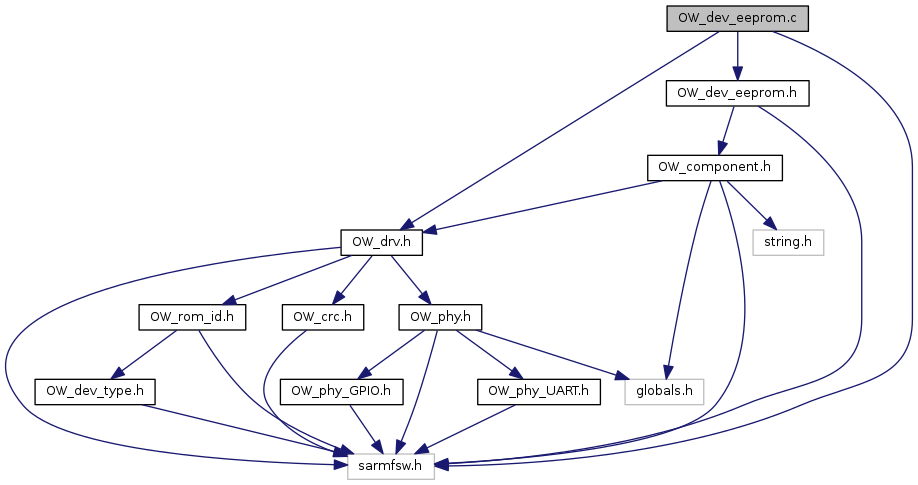 OW_dev_eeprom.c
OW_dev_eeprom.h
OW_component.h
OW_drv.h
string.h
OW_rom_id.h
OW_crc.h
OW_phy.h
OW_dev_type.h
OW_phy_GPIO.h
OW_phy_UART.h
globals.h
sarmfsw.h